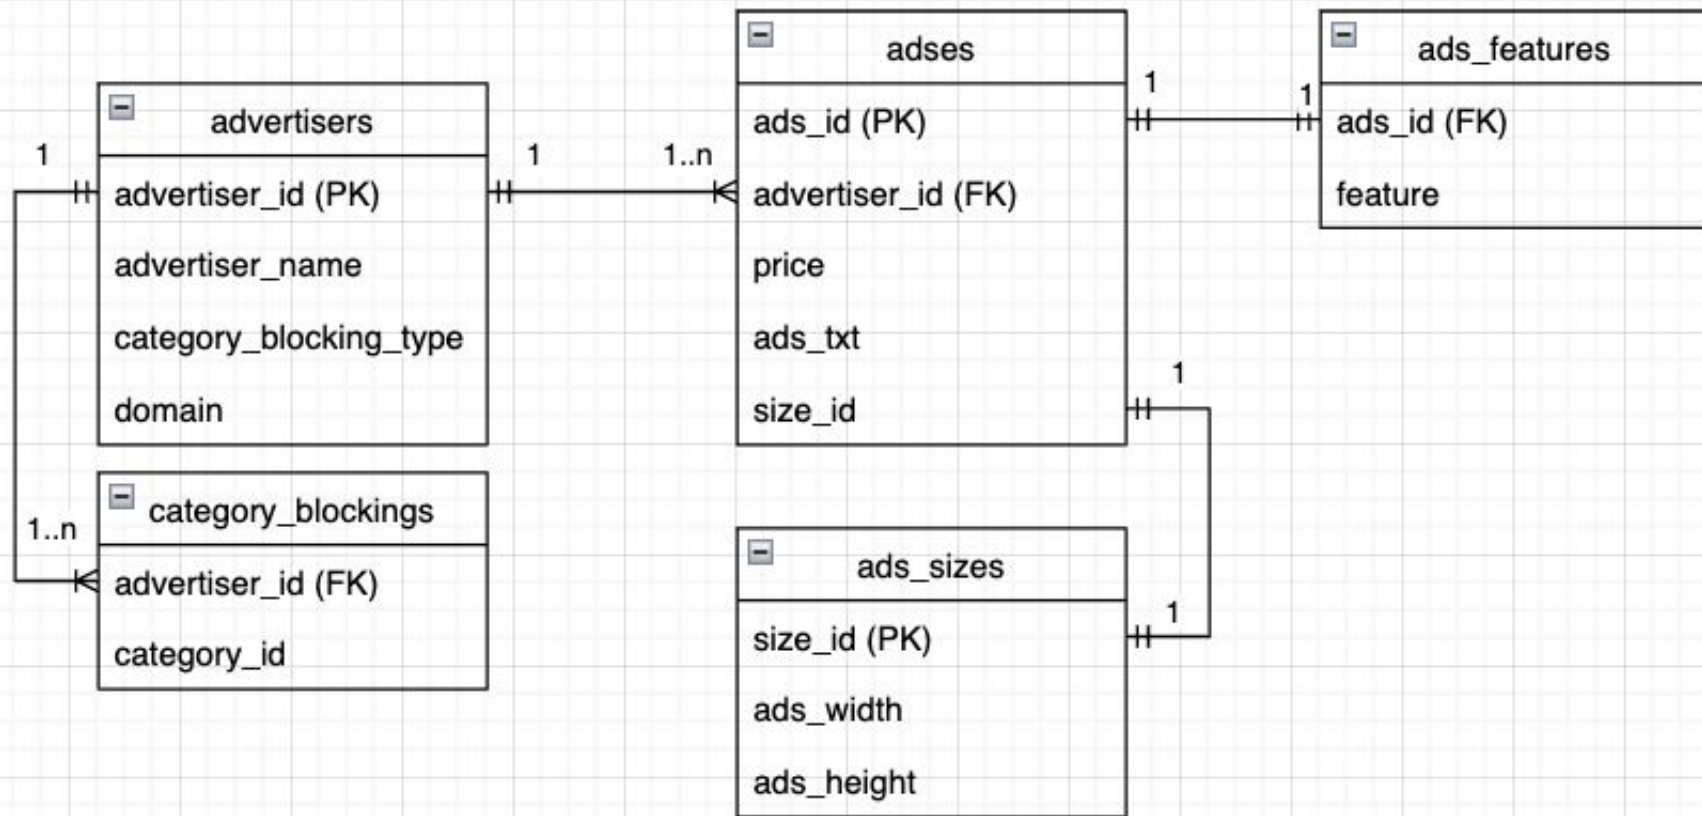 advertisers
1
advertiser_id (PK)
1
1..n
advertiser_name
category_blocking_type
domain
category_blockings
1..n
advertiser_id (FK)
category_id
adses
ads_id (PK)
1
1
advertiser_id (FK)
price
ads_txt
size_id
1
ads_features
ads_id (FK)
feature
ads_sizes
size_id (PK)
1
ads_width
ads_height